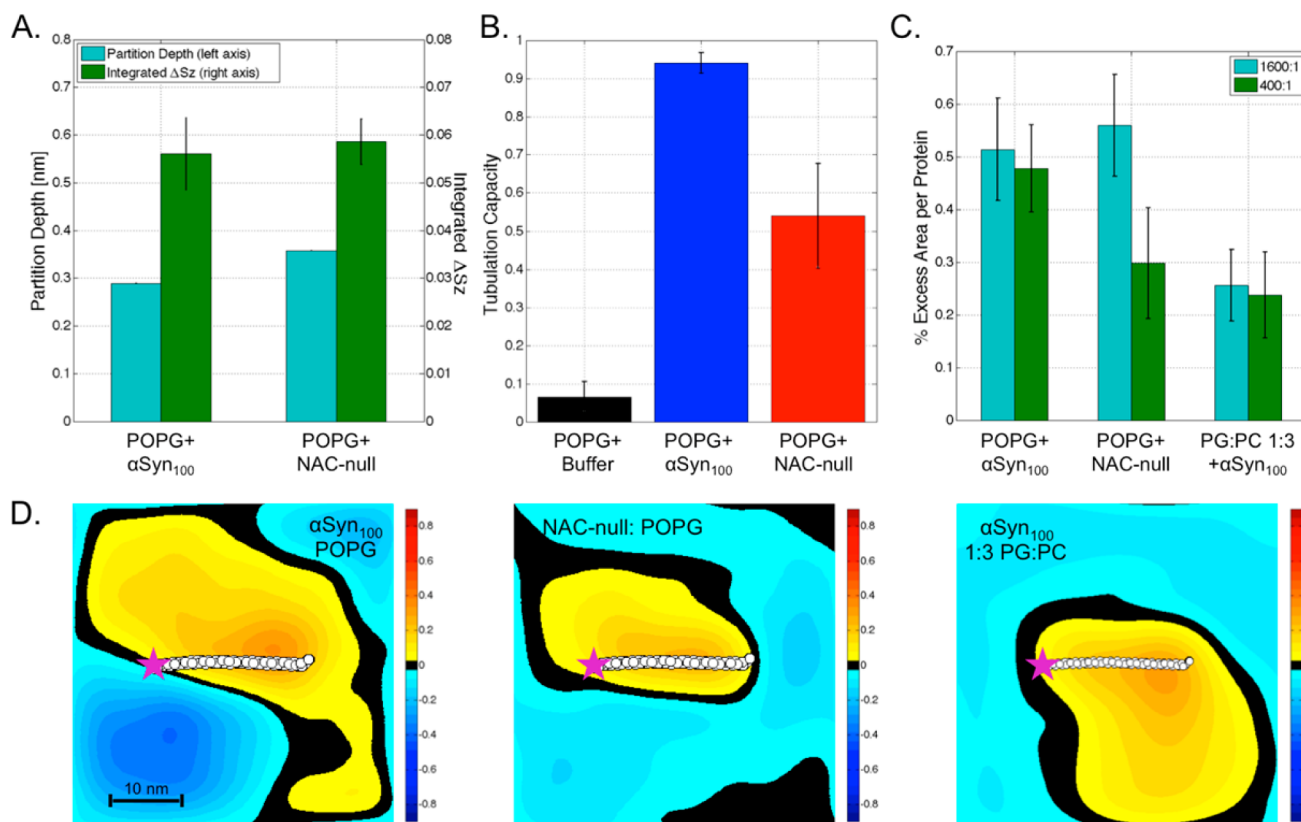 A.
0.8
0.7
0.6
0.5
0.4
0.3
0.2
0.1
0
Partition Depth [nm]
Partition Depth (left axis)
Integrated ΔSz (right axis)
0.08
0.07
0.06
0.05
0.04
0.03
0.02
0.01
0
Integrated ΔSz
POPG+
αSyn₁₀₀
POPG+
NAC-null
B.
1
0.9
0.8
0.7
0.6
0.5
0.4
0.3
0.2
0.1
0
Tubulation Capacity
POPG+
Buffer
POPG+
αSyn₁₀₀
POPG+
NAC-null
C.
0.7
0.6
0.5
0.4
0.3
0.2
0.1
0
% Excess Area per Protein
1600:1
400:1
POPG+
αSyn₁₀₀
POPG+
NAC-null
PG:PC 1:3
+αSyn₁₀₀
D.
αSyn₁₀₀
POPG
10 nm
0.8
0.6
0.4
0.2
0
-0.2
-0.4
-0.6
-0.8
NAC-null: POPG
0.8
0.6
0.4
0.2
0
-0.2
-0.4
-0.6
-0.8
αSyn₁₀₀
1:3 PG:PC